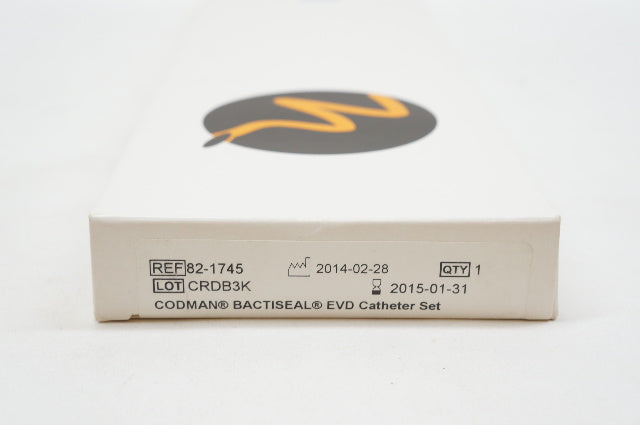 REF 82-1745 2014-02-28 QTY 1
LOT CRDB3K 2015-01-31
CODMAN® BACTISEAL® EVD Catheter Set